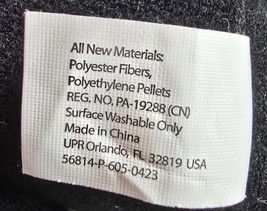 All New Materials:
Polyester Fibers,
Polyethylene Pellets
REG. NO. PA-19288 (CN)
Surface Washable Only
Made in China
UPR Orlando, FL 32819 USA
56814-P-605-0423